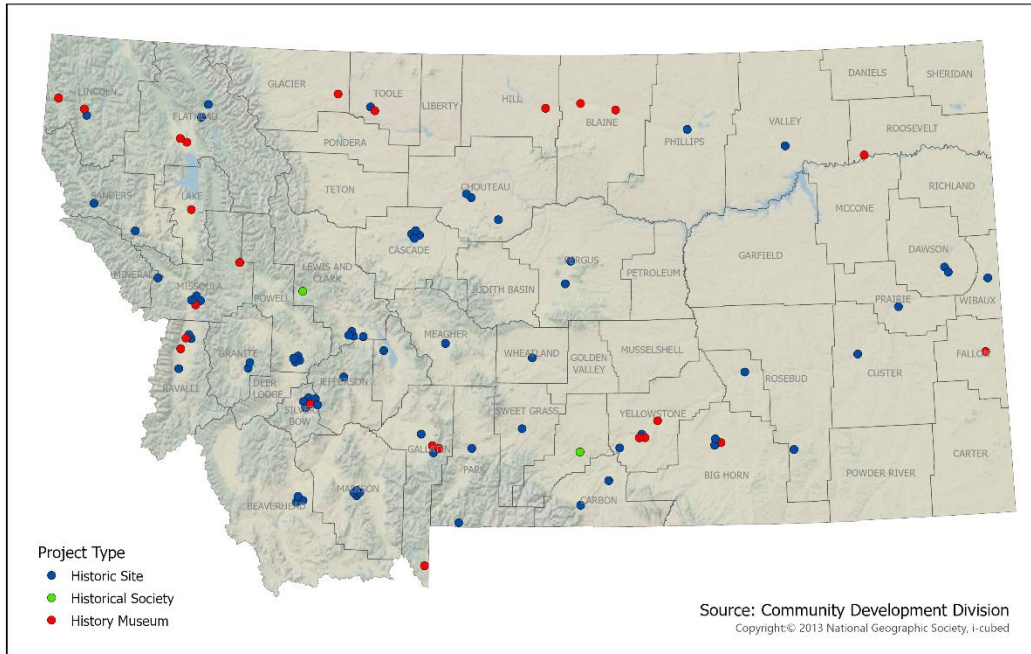 DANIELS
SHERIDAN
GLACIER
TOOLE
LINCOLN
LIBERTY
HILL
FLATHEAD
BLAINE
VALLEY
ROOSEVELT
PHILLIPS
PONDERA
TETON
CHOUTEAU
RICHLAND
SANDERS
LAKE
MCCONE
CASCADE
DAWSON
FERGUS
GARFIELD
LEWIS AND
CLARK
PETROLEUM
MINERAL
MISSOULA
JUDITH BASIN
POWELL
PRAIRIE
WIBAUX
MEAGHER
GRANITE
WHEATLAND
GOLDEN
VALLEY
MUSSELSHELL
FALLON
RAVALLI
DEER
LODGE
JEFFERSON
ROSEBUD
CUSTER
SILVER
BOW
SWEET GRASS
YELLOWSTONE
GALLATIN
PARK
CARTER
BIG HORN
POWDER RIVER
MADISON
BEAVERHEAD
CARBON
Project Type
Historic Site
Historical Society
History Museum
Source: Community Development Division
Copyright:© 2013 National Geographic Society, i-cubed